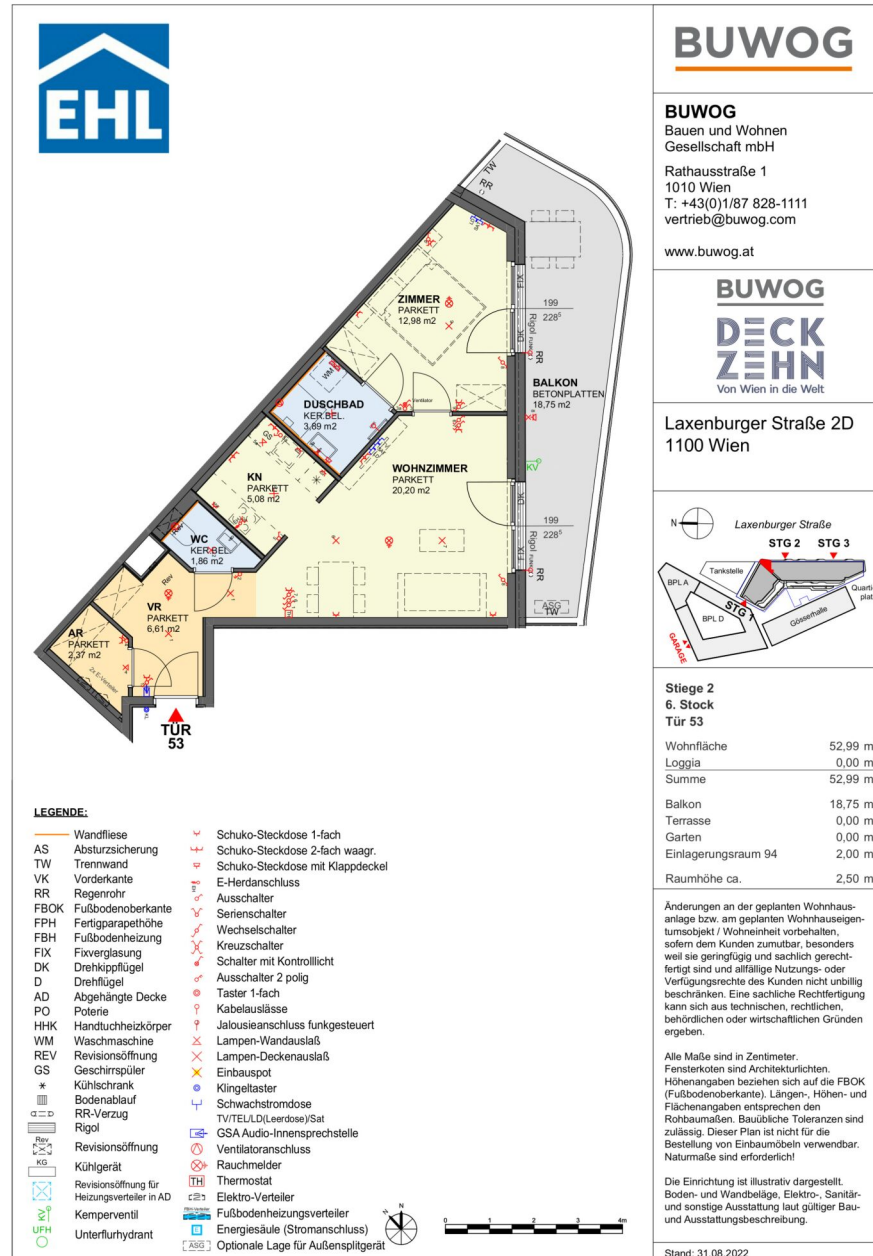 EHL
TW
RR
ZIMMER
PARKETT
12,98 m2
FIX
199
228⁵
DK
Rigol
RR
WM
DUSCHBAD
KER.BEL.
3,89 m2
Ventilator
BALKON
BETONPLATTEN
18,75 m2
GS
KN
PARKETT
5,08 m2
WOHNZIMMER
PARKETT
20,20 m2
KV
DK
199
228⁵
FIX
Rigol
RR
ASG
TW
Rev
WC
KER.BEL.
1,86 m2
Rev
VR
PARKETT
6,61 m2
AR
PARKETT
2,37 m2
2x E-Verteiler
TÜR
53
LEGENDE:
Wandfliese
AS Absturzsicherung
TW Trennwand
VK Vorderkante
RR Regenrohr
FBOK Fußbodenoberkante
FPH Fertigparapethöhe
FBH Fußbodenheizung
FIX Fixverglasung
DK Drehkippflügel
D Drehflügel
AD Abgehängte Decke
PO Poterie
HHK Handtuchheizkörper
WM Waschmaschine
REV Revisionsöffnung
GS Geschirrspüler
* Kühlschrank
Bodenablauf
RR-Verzug
Rigol
Rev Revisionsöffnung
KG Kühlgerät
Revisionsöffnung für
Heizungsverteiler in AD
KV Kemperventil
UFH Unterflurhydrant
Schuko-Steckdose 1-fach
Schuko-Steckdose 2-fach waagr.
Schuko-Steckdose mit Klappdeckel
E-Herdanschluss
Ausschalter
Serienschalter
Wechselschalter
Kreuzschalter
Schalter mit Kontrolllicht
Ausschalter 2 polig
Taster 1-fach
Kabelauslässe
Jalousieanschluss funkgesteuert
Lampen-Wandauslaß
Lampen-Deckenauslaß
Einbauspot
Klingeltaster
Schwachstromdose
TV/TEL/LD(Leerdose)/Sat
GSA Audio-Innensprechstelle
Ventilatoranschluss
Rauchmelder
TH Thermostat
Elektro-Verteiler
Fußbodenheizungsverteiler
Energiesäule (Stromanschluss)
ASG Optionale Lage für Außensplitgerät
N
0 1 2 3 4m
BUWOG
BUWOG
Bauen und Wohnen
Gesellschaft mbH
Rathausstraße 1
1010 Wien
T: +43(0)1/87 828-1111
vertrieb@buwog.com
www.buwog.at
BUWOG
DECK
ZEHN
Von Wien in die Welt
Laxenburger Straße 2D
1100 Wien
N
Laxenburger Straße
STG 2 STG 3
Tankstelle
BPL A
BPL D
STG 1
Gösserhalle
Quartie
plat
GARAGE
Stiege 2
6. Stock
Tür 53
Wohnfläche 52,99 m
Loggia 0,00 m
Summe 52,99 m
Balkon 18,75 m
Terrasse 0,00 m
Garten 0,00 m
Einlagerungsraum 94 2,00 m
Raumhöhe ca. 2,50 m
Änderungen an der geplanten Wohnhaus-
anlage bzw. am geplanten Wohnhauseigen-
tumsobjekt / Wohneinheit vorbehalten,
sofern dem Kunden zumutbar, besonders
weil sie geringfügig und sachlich gerecht-
fertigt sind und allfällige Nutzungs- oder
Verfügungsrechte des Kunden nicht unbillig
beschränken. Eine sachliche Rechtfertigung
kann sich aus technischen, rechtlichen,
behördlichen oder wirtschaftlichen Gründen
ergeben.
Alle Maße sind in Zentimeter.
Fensterkoten sind Architekturlichten.
Höhenangaben beziehen sich auf die FBOK
(Fußbodenoberkante). Längen-, Höhen- und
Flächenangaben entsprechen den
Rohbaumaßen. Bauübliche Toleranzen sind
zulässig. Dieser Plan ist nicht für die
Bestellung von Einbaumöbeln verwendbar.
Naturmaße sind erforderlich!
Die Einrichtung ist illustrativ dargestellt.
Boden- und Wandbeläge, Elektro-, Sanitär-
und sonstige Ausstattung laut gültiger Bau-
und Ausstattungsbeschreibung.
Stand: 31.08.2022